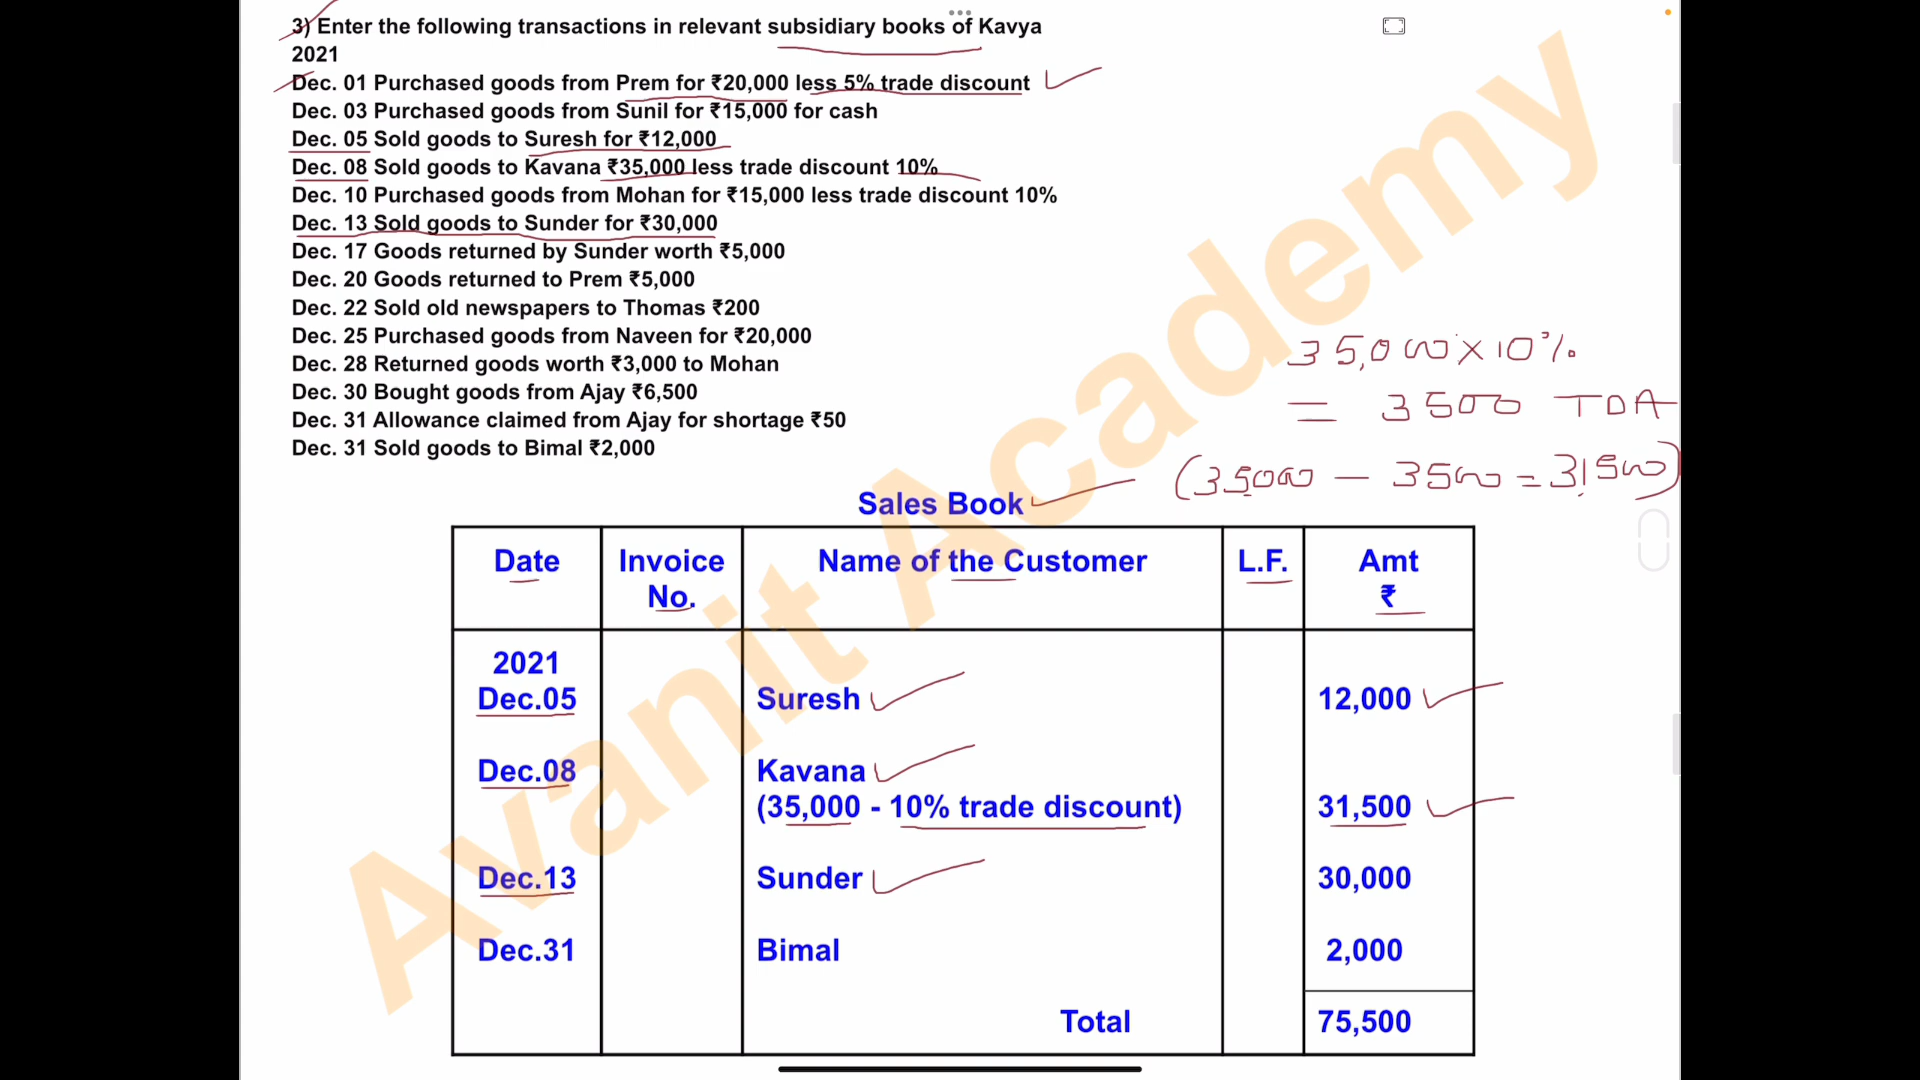 3) Enter the following transactions in relevant subsidiary books of Kavya
2021
Dec. 01 Purchased goods from Prem for ₹20,000 less 5% trade discount
Dec. 03 Purchased goods from Sunil for ₹15,000 for cash
Dec. 05 Sold goods to Suresh for ₹12,000
Dec. 08 Sold goods to Kavana ₹35,000 less trade discount 10%
Dec. 10 Purchased goods from Mohan for ₹15,000 less trade discount 10%
Dec. 13 Sold goods to Sunder for ₹30,000
Dec. 17 Goods returned by Sunder worth ₹5,000
Dec. 20 Goods returned to Prem ₹5,000
Dec. 22 Sold old newspapers to Thomas ₹200
Dec. 25 Purchased goods from Naveen for ₹20,000
Dec. 28 Returned goods worth ₹3,000 to Mohan
Dec. 30 Bought goods from Ajay ₹6,500
Dec. 31 Allowance claimed from Ajay for shortage ₹50
Dec. 31 Sold goods to Bimal ₹2,000
35,000 × 10%
= 3500 TDA
(35000 - 3500 = 31,500)
Sales Book
Date Invoice No. Name of the Customer L.F. Amt ₹
2021
Dec.05 Suresh 12,000
Dec.08 Kavana
(35,000 - 10% trade discount) 31,500
Dec.13 Sunder 30,000
Dec.31 Bimal 2,000
Total 75,500
Avanit Academy